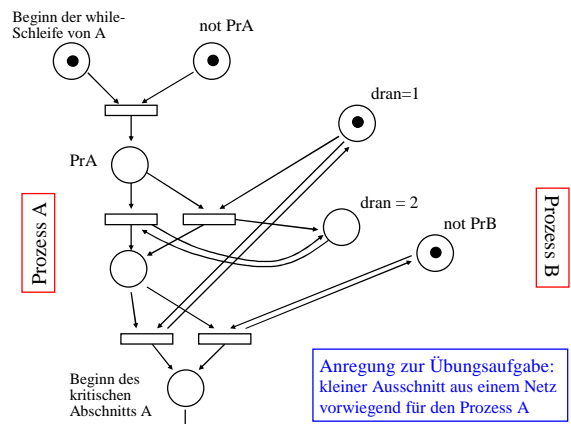 Beginn der while-
Schleife von A
not PrA
dran=1
PrA
dran = 2
not PrB
Prozess A
Prozess B
Beginn des
kritischen
Abschnitts A
Anregung zur Übungsaufgabe:
kleiner Ausschnitt aus einem Netz
vorwiegend für den Prozess A